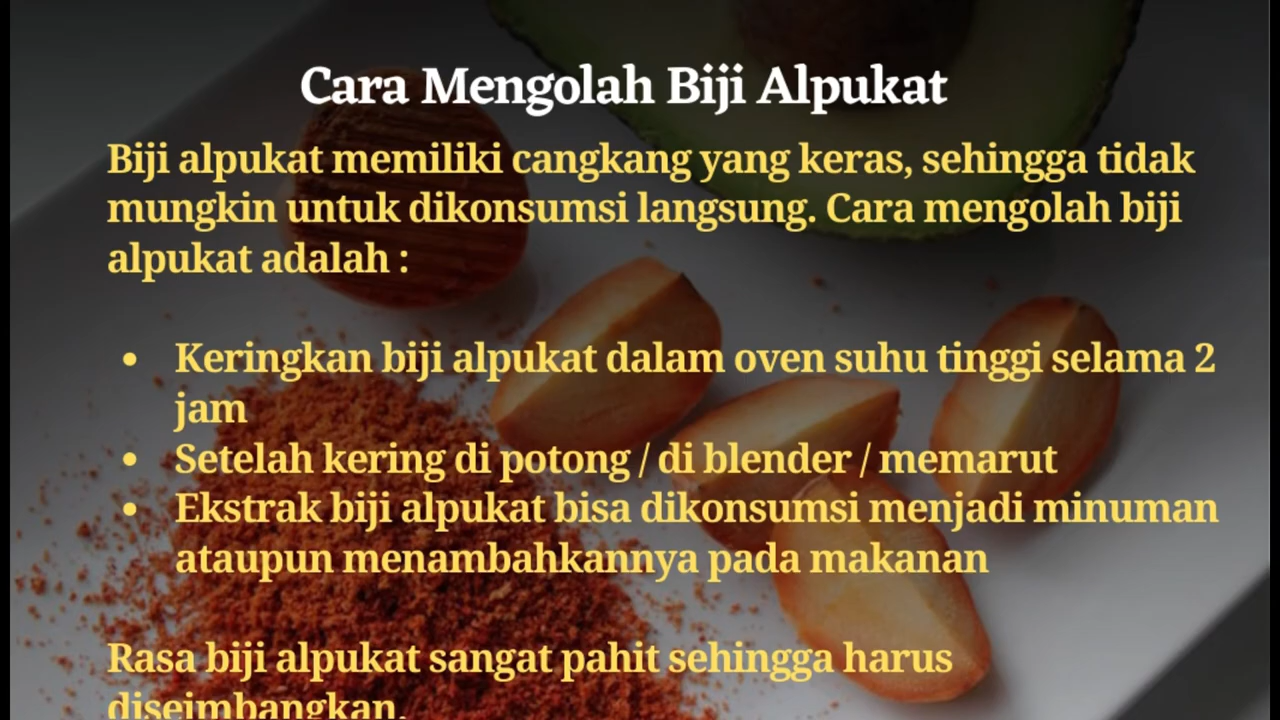 Cara Mengolah Biji Alpukat
Biji alpukat memiliki cangkang yang keras, sehingga tidak
mungkin untuk dikonsumsi langsung. Cara mengolah biji
alpukat adalah :
• Keringkan biji alpukat dalam oven suhu tinggi selama 2
jam
• Setelah kering di potong / di blender / memarut
• Ekstrak biji alpukat bisa dikonsumsi menjadi minuman
ataupun menambahkannya pada makanan
Rasa biji alpukat sangat pahit sehingga harus
diseimbangkan.